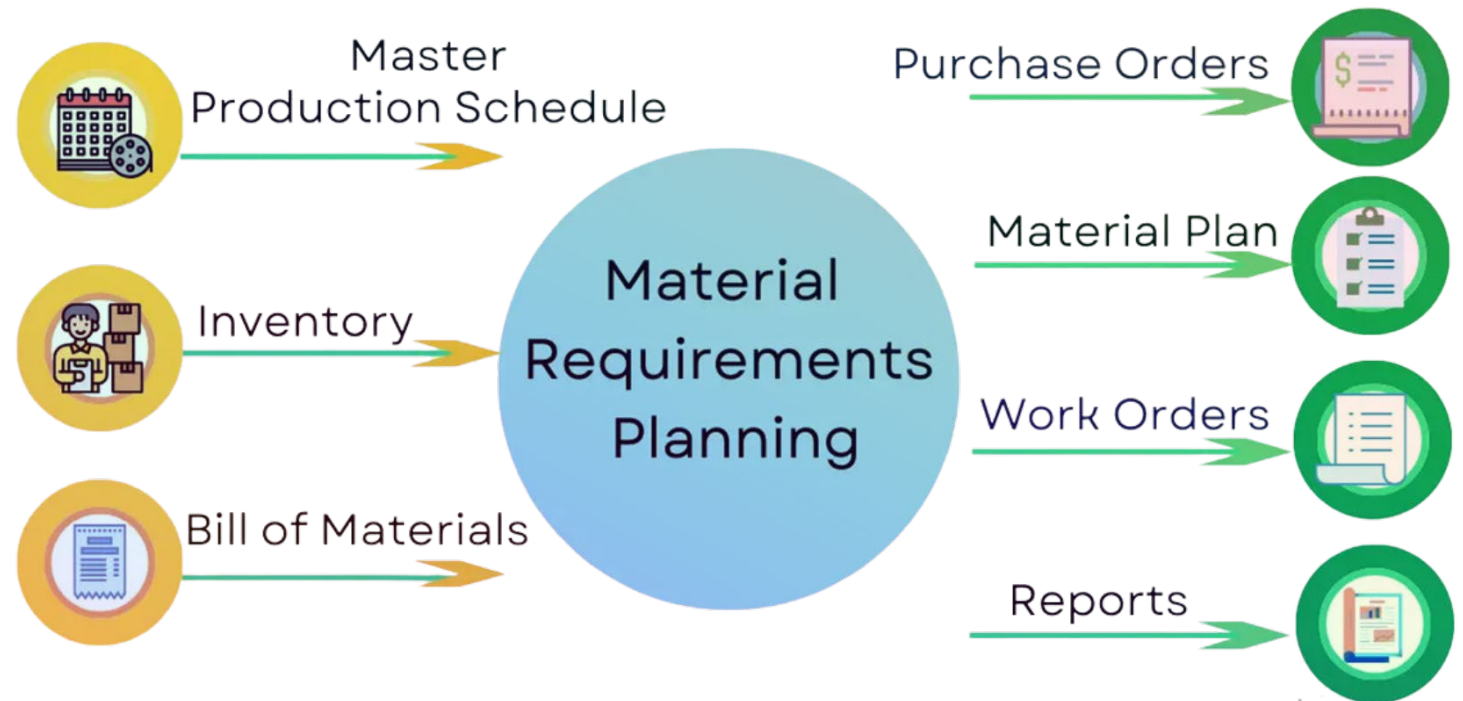 Master
Production Schedule
Inventory
Bill of Materials
Material
Requirements
Planning
Purchase Orders
$
Material Plan
Work Orders
Reports